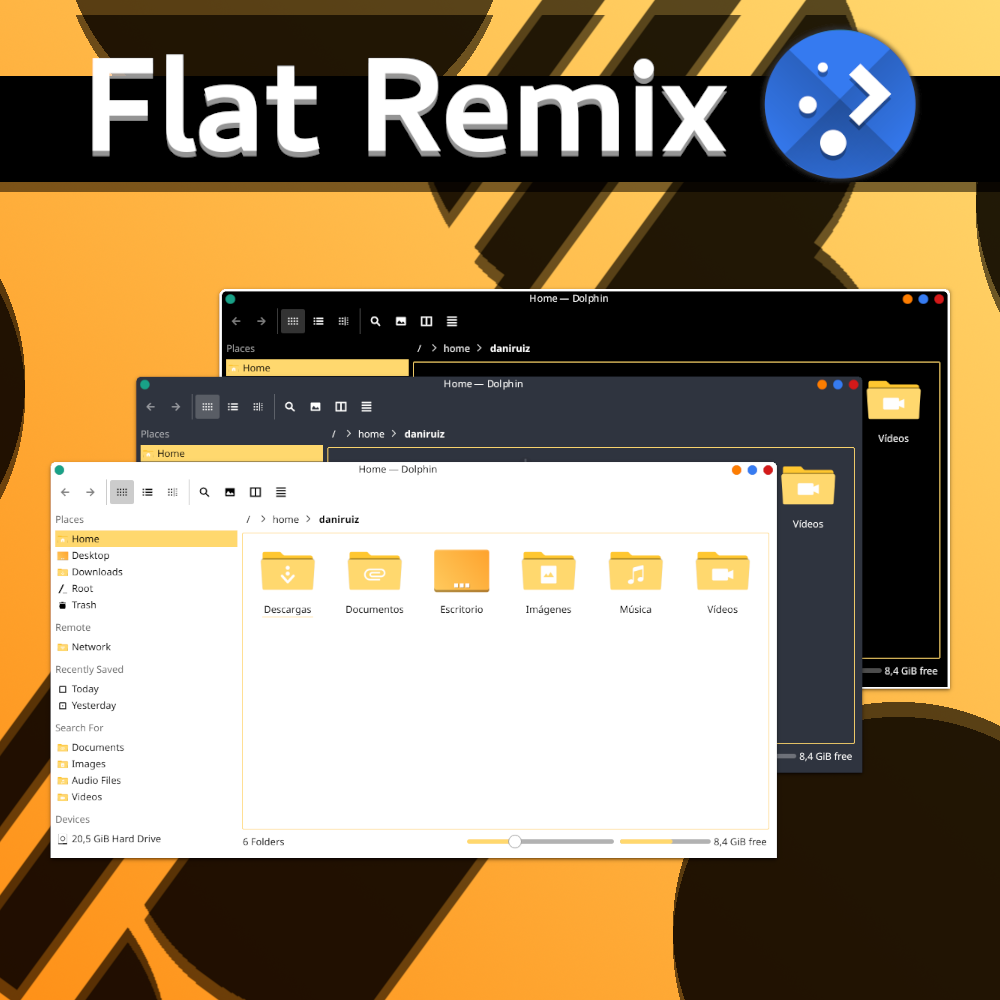 Flat Remix
Home — Dolphin
Places
/ > home > daniruiz
Home
Vídeos
8,4 GiB free
Home — Dolphin
Places
/ > home > daniruiz
Home
Vídeos
8,4 GiB free
Home — Dolphin
Places
/ > home > daniruiz
Home
Desktop
Downloads
Root
Trash
Remote
Network
Recently Saved
Today
Yesterday
Search For
Documents
Images
Audio Files
Videos
Devices
20,5 GiB Hard Drive
Descargas Documentos Escritorio Imágenes Música Vídeos
6 Folders 8,4 GiB free